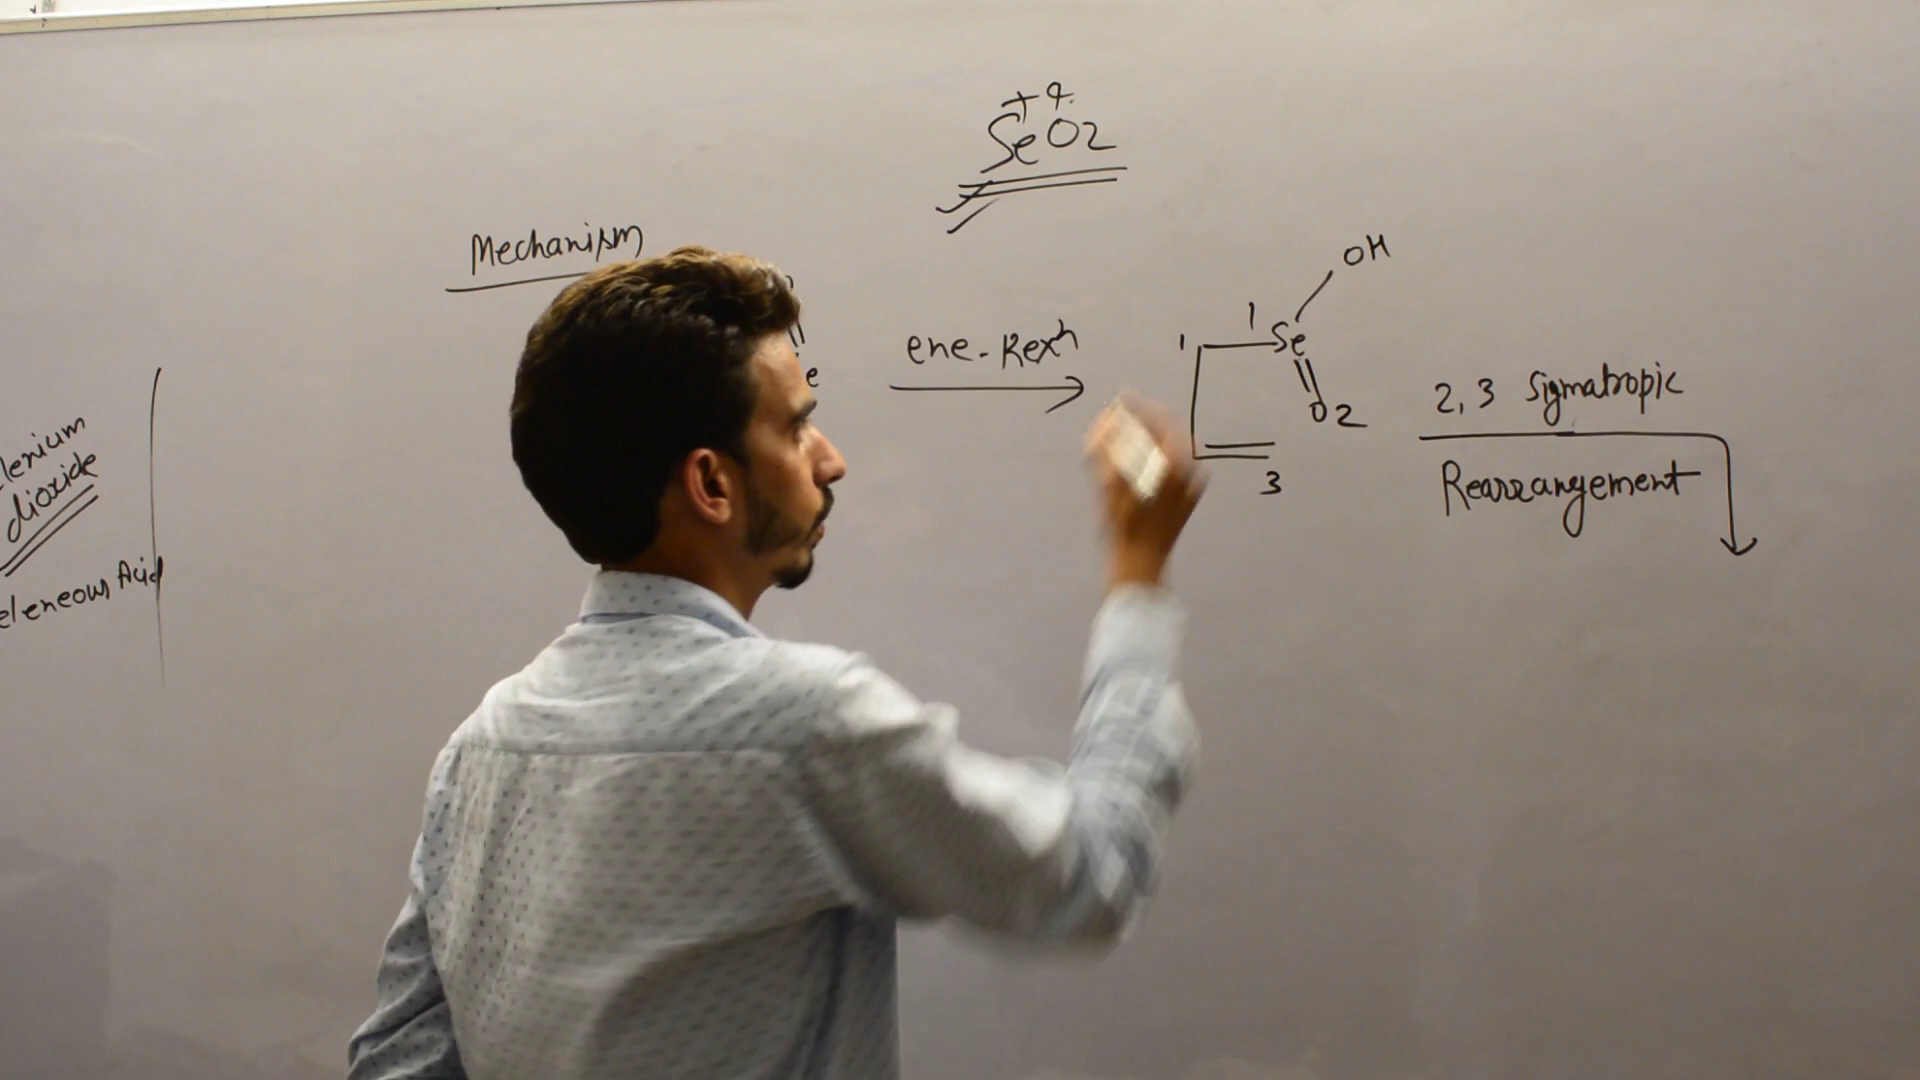 +4
SeO2
Mechanism
OH
ene-Rexⁿ
1
1
Se
e
O2
3
2,3 Sigmatropic
Rearrangement
lenium
dioxide
eleneous Acid